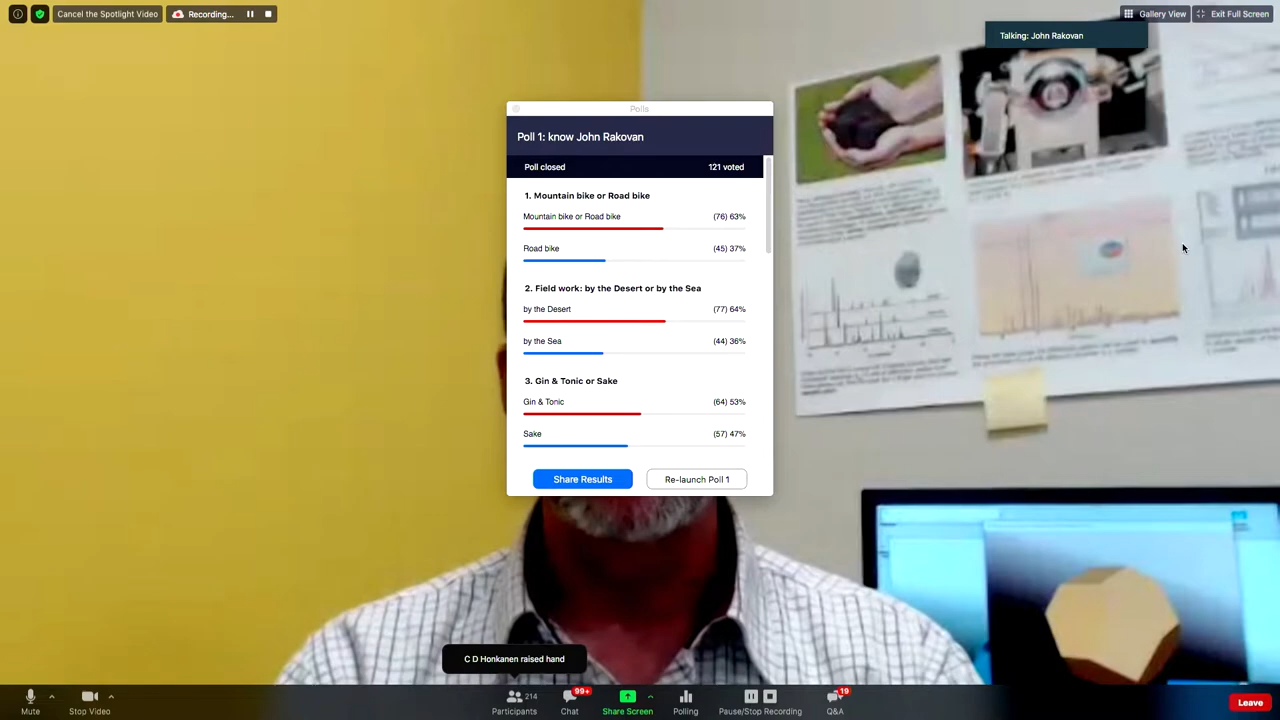 Cancel the Spotlight Video
Recording...
Gallery View
Exit Full Screen
Talking: John Rakovan
Polls
Poll 1: know John Rakovan
Poll closed 121 voted
1. Mountain bike or Road bike
Mountain bike or Road bike (76) 63%
Road bike (45) 37%
2. Field work: by the Desert or by the Sea
by the Desert (77) 64%
by the Sea (44) 36%
3. Gin & Tonic or Sake
Gin & Tonic (64) 53%
Sake (57) 47%
Share Results Re-launch Poll 1
C D Honkanen raised hand
214 99+ 19
Mute Stop Video Participants Chat Share Screen Polling Pause/Stop Recording Q&A Leave